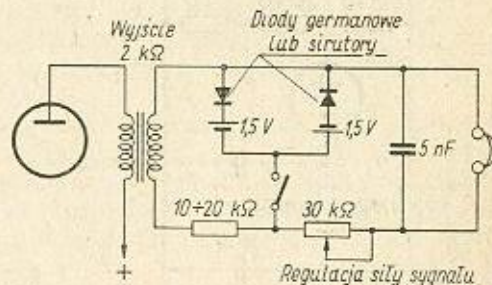 Diody germanowe
lub sirutory
Wyjście
2 kΩ
1,5 V
1,5 V
5 nF
10÷20 kΩ
30 kΩ
+
Regulacja siły sygnału